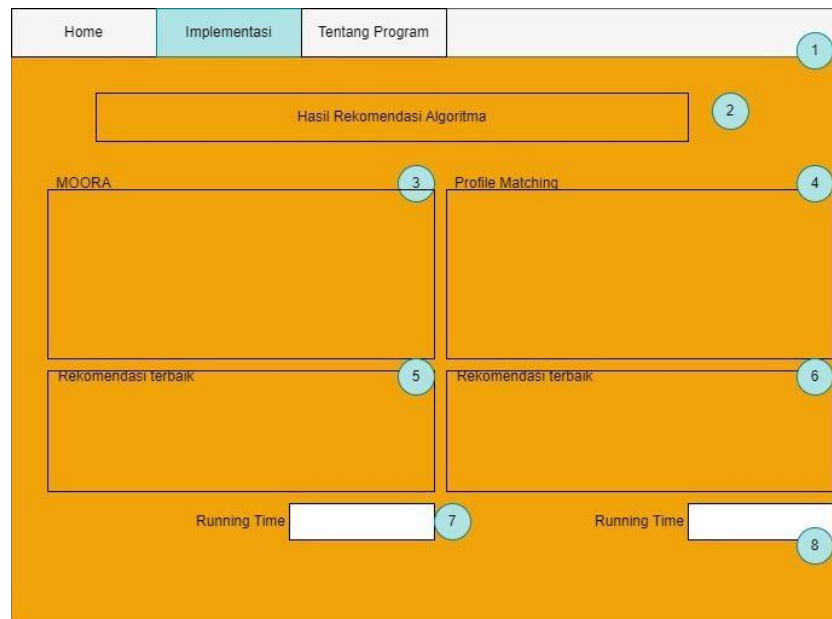 Home Implementasi Tentang Program
1
Hasil Rekomendasi Algoritma 2
MOORA 3 Profile Matching 4
Rekomendasi terbaik 5 Rekomendasi terbaik 6
Running Time 7 Running Time
8